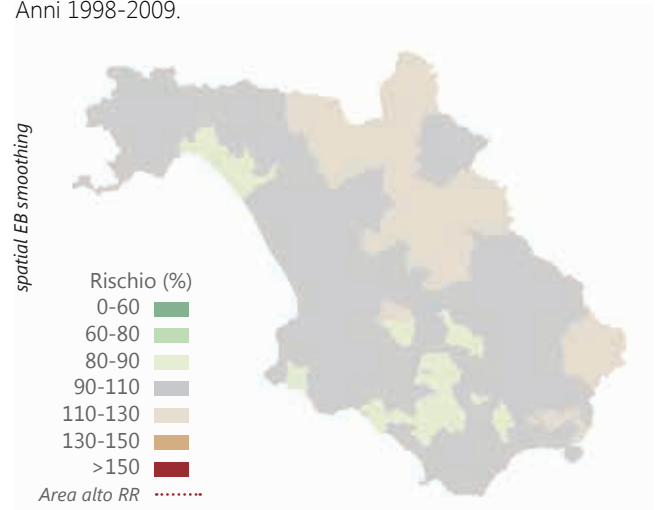 Anni 1998-2009.
spatial EB smoothing
Rischio (%)
0-60
60-80
80-90
90-110
110-130
130-150
>150
Area alto RR